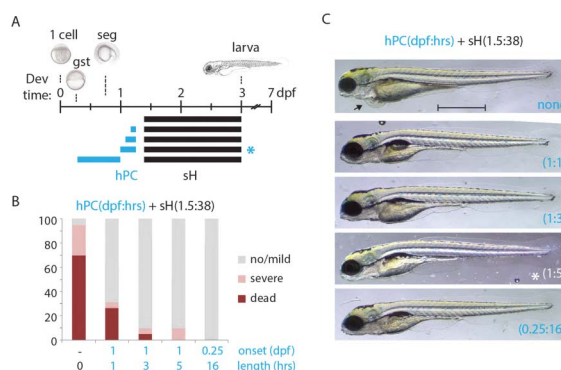 A
1 cell
seg
gst
larva
Dev
time:
0
1
2
3
7
dpf
*
hPC
sH
B
hPC(dpf:hrs) + sH(1.5:38)
100
80
60
40
20
0
no/mild
severe
dead
- 1 1 1 0.25 onset (dpf)
0 1 3 5 16 length (hrs)
C
hPC(dpf:hrs) + sH(1.5:38)
none
(1:1
(1:3
* (1:5
(0.25:16